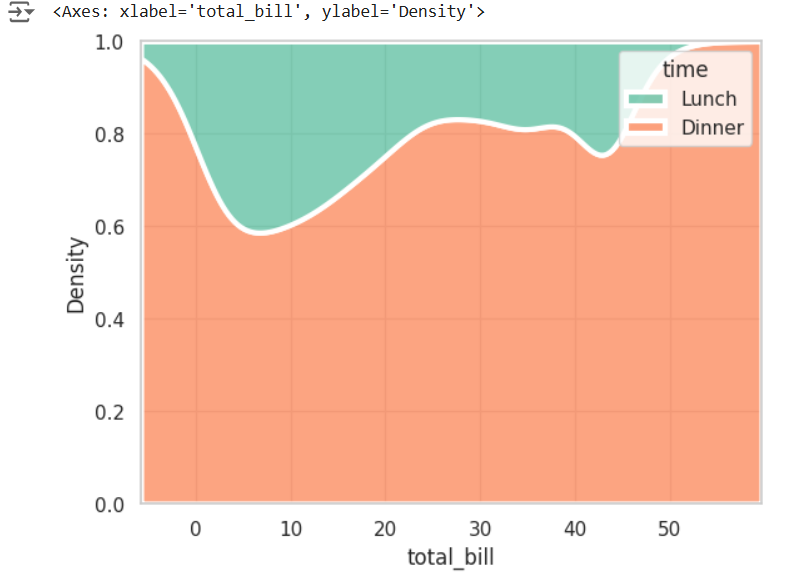 <Axes: xlabel='total_bill', ylabel='Density'>
1.0
time
Lunch
Dinner
0.8
0.6
Density
0.4
0.2
0.0
0 10 20 30 40 50
total_bill